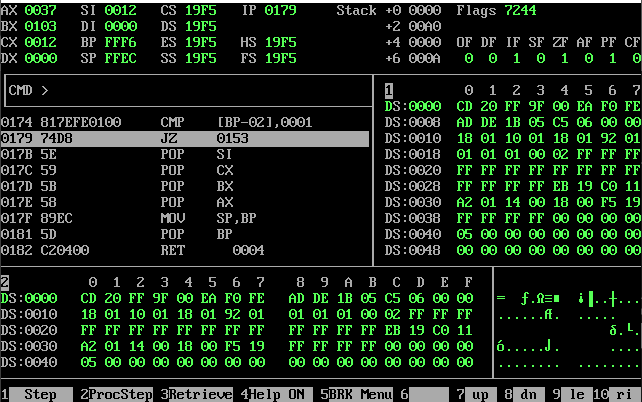 AX 0037 SI 0012 CS 19F5 IP 0179 Stack +0 0000 Flags 7244
BX 0103 DI 0000 DS 19F5 +2 00A0
CX 0012 BP FFF6 ES 19F5 HS 19F5 +4 0000 OF DF IF SF ZF AF PF CF
DX 0000 SP FFEC SS 19F5 FS 19F5 +6 000A 0 0 1 0 1 0 1 0
CMD >
1 0 1 2 3 4 5 6 7
DS:0000 CD 20 FF 9F 00 EA F0 FE
DS:0008 AD DE 1B 05 C5 06 00 00
DS:0010 18 01 10 01 18 01 92 01
DS:0018 01 01 01 00 02 FF FF FF
DS:0020 FF FF FF FF FF FF FF FF
DS:0028 FF FF FF FF EB 19 C0 11
DS:0030 A2 01 14 00 18 00 F5 19
DS:0038 FF FF FF FF 00 00 00 00
DS:0040 05 00 00 00 00 00 00 00
DS:0048 00 00 00 00 00 00 00 00
0174 817EFE0100 CMP [BP-02],0001
0179 74D8 JZ 0153
017B 5E POP SI
017C 59 POP CX
017D 5B POP BX
017E 58 POP AX
017F 89EC MOV SP,BP
0181 5D POP BP
0182 C20400 RET 0004
2 0 1 2 3 4 5 6 7 8 9 A B C D E F
DS:0000 CD 20 FF 9F 00 EA F0 FE AD DE 1B 05 C5 06 00 00 = ƒ.Ω≡■ ¡▐..┼...
DS:0010 18 01 10 01 18 01 92 01 01 01 01 00 02 FF FF FF ......Æ. .....
DS:0020 FF FF FF FF FF FF FF FF FF FF FF FF EB 19 C0 11 δ.└.
DS:0030 A2 01 14 00 18 00 F5 19 FF FF FF FF 00 00 00 00 ó.....⌡. ....
DS:0040 05 00 00 00 00 00 00 00 00 00 00 00 00 00 00 00 ........ ........
1 Step 2 ProcStep 3 Retrieve 4 Help ON 5 BRK Menu 6 7 up 8 dn 9 le 10 ri